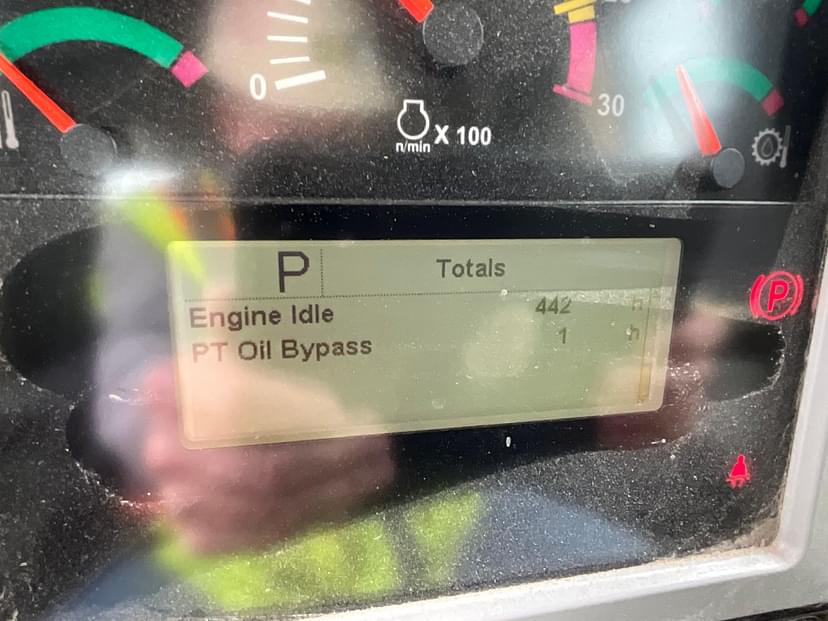 0
n/min X 100
30
P Totals
Engine Idle 442 h
PT Oil Bypass 1 h
P